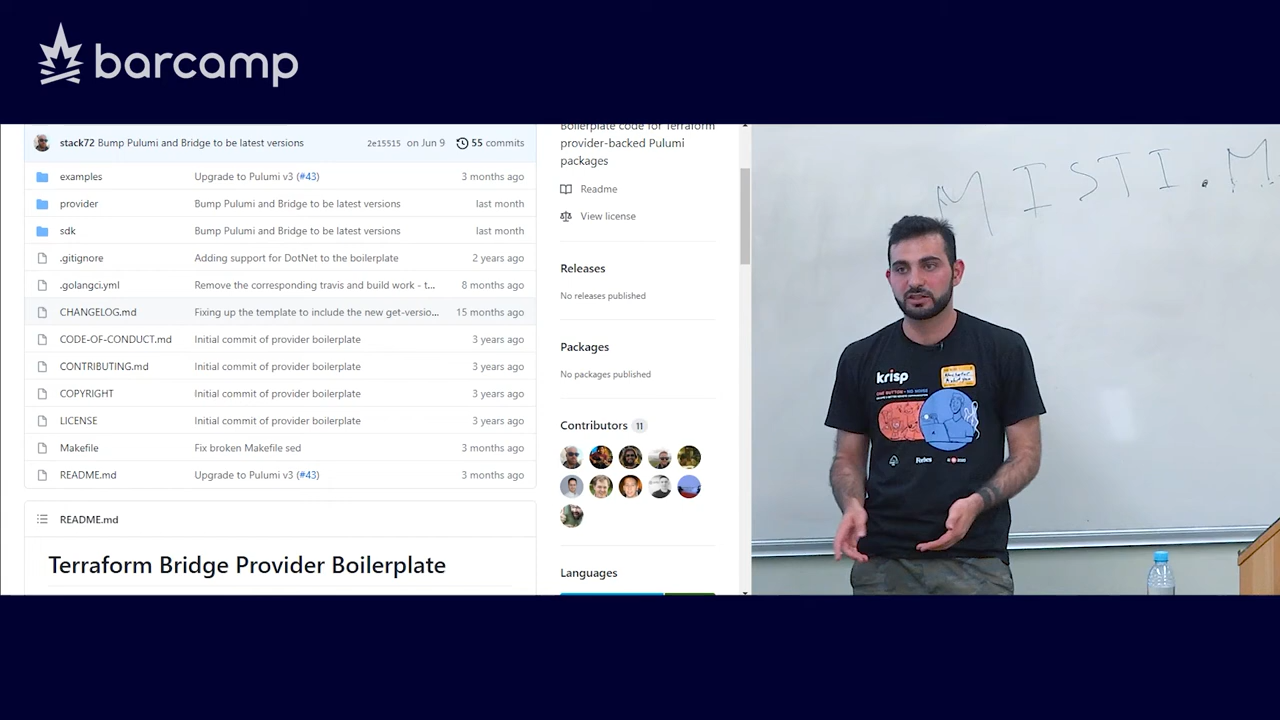 barcamp
stack72 Bump Pulumi and Bridge to be latest versions 2e15515 on Jun 9 55 commits
examples Upgrade to Pulumi v3 (#43) 3 months ago
provider Bump Pulumi and Bridge to be latest versions last month
sdk Bump Pulumi and Bridge to be latest versions last month
.gitignore Adding support for DotNet to the boilerplate 2 years ago
.golangci.yml Remove the corresponding travis and build work - t... 8 months ago
CHANGELOG.md Fixing up the template to include the new get-versio... 15 months ago
CODE-OF-CONDUCT.md Initial commit of provider boilerplate 3 years ago
CONTRIBUTING.md Initial commit of provider boilerplate 3 years ago
COPYRIGHT Initial commit of provider boilerplate 3 years ago
LICENSE Initial commit of provider boilerplate 3 years ago
Makefile Fix broken Makefile sed 3 months ago
README.md Upgrade to Pulumi v3 (#43) 3 months ago
README.md
Terraform Bridge Provider Boilerplate
Boilerplate code for Terraform
provider-backed Pulumi
packages
Readme
View license
Releases
No releases published
Packages
No packages published
Contributors 11
Languages
MISTI.M
krisp
ONE BUTTON - NO NOISE
Forbes